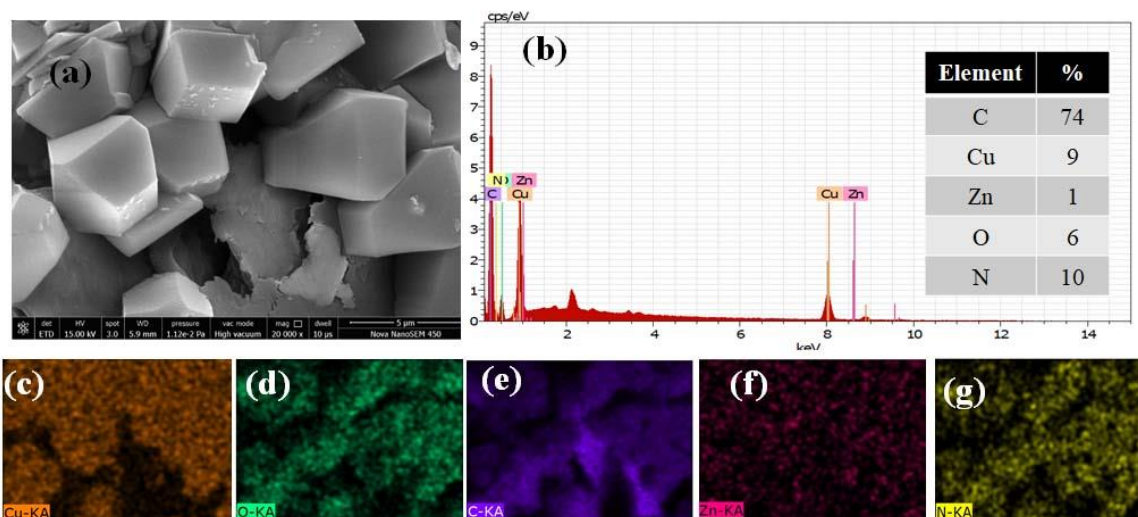 (a)
det HV spot WD pressure vac mode mag □ dwell 5 μm
ETD 15.00 kV 3.0 5.9 mm 1.12e-2 Pa High vacuum 20 000 x 10 μs Nova NanoSEM 450
(b)
cps/eV
9
8
7
6
5
4
3
2
1
0
N Zn
C Cu
Cu Zn
2 4 6 8 10 12 14
keV
Element %
C 74
Cu 9
Zn 1
O 6
N 10
(c) (d) (e) (f) (g)
Cu-KA O-KA C-KA Zn-KA N-KA